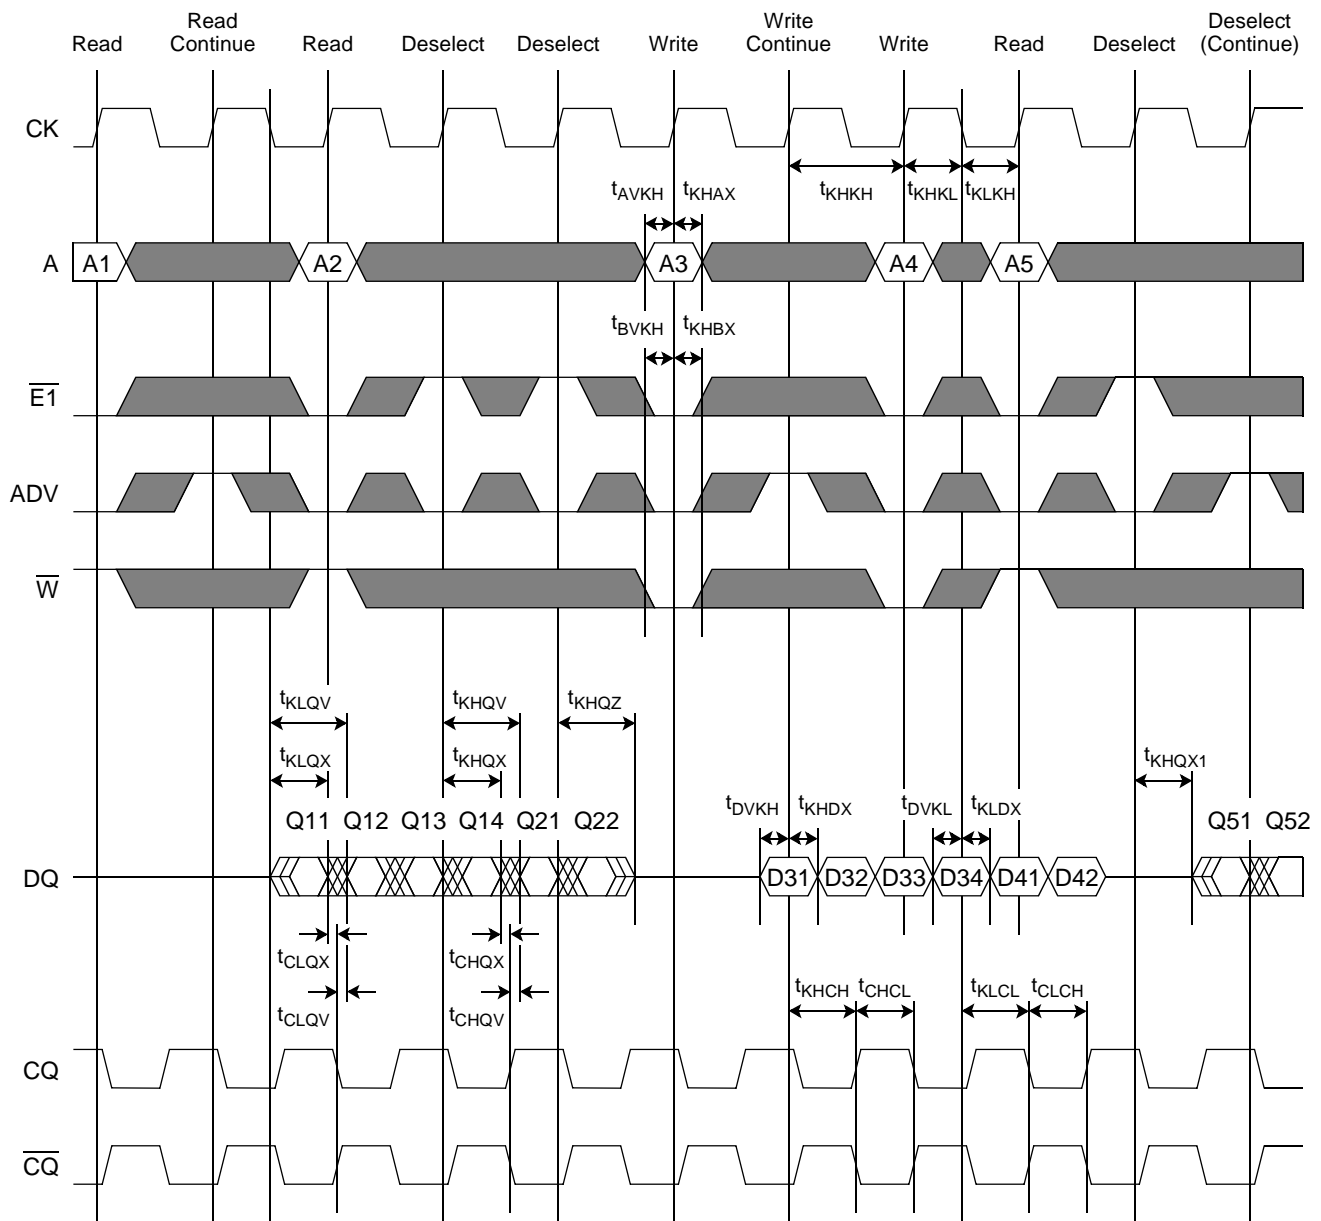 Read
Read Continue
Read
Deselect
Deselect
Write
Write Continue
Write
Read
Deselect
Deselect (Continue)
CK
tKHKH
tKHKL
tKLKH
tAVKH
tKHAX
A
A1
A2
A3
A4
A5
tBVKH
tKHBX
E1
ADV
W
tKLQV
tKHQV
tKHQZ
tKLQX
tKHQX
tKHQX1
tDVKH
tKHDX
tDVKL
tKLDX
Q11
Q12
Q13
Q14
Q21
Q22
Q51
Q52
DQ
D31
D32
D33
D34
D41
D42
tCLQX
tCHQX
tKHCH
tCHCL
tKLCL
tCLCH
tCLQV
tCHQV
CQ
CQ